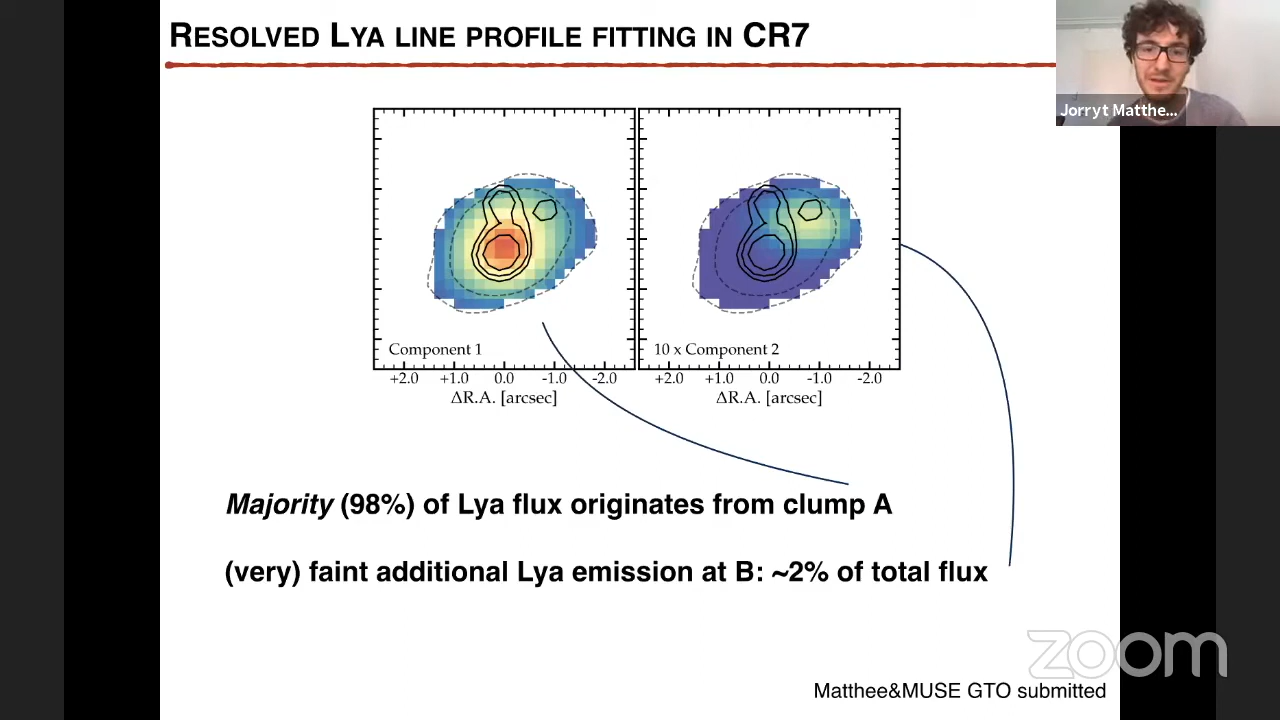 RESOLVED LYA LINE PROFILE FITTING IN CR7
Jorryt Matthe...
Component 1
10 x Component 2
+2.0 +1.0 0.0 -1.0 -2.0
+2.0 +1.0 0.0 -1.0 -2.0
ΔR.A. [arcsec]
ΔR.A. [arcsec]
Majority (98%) of Lya flux originates from clump A
(very) faint additional Lya emission at B: ~2% of total flux
zoom
Matthee&MUSE GTO submitted